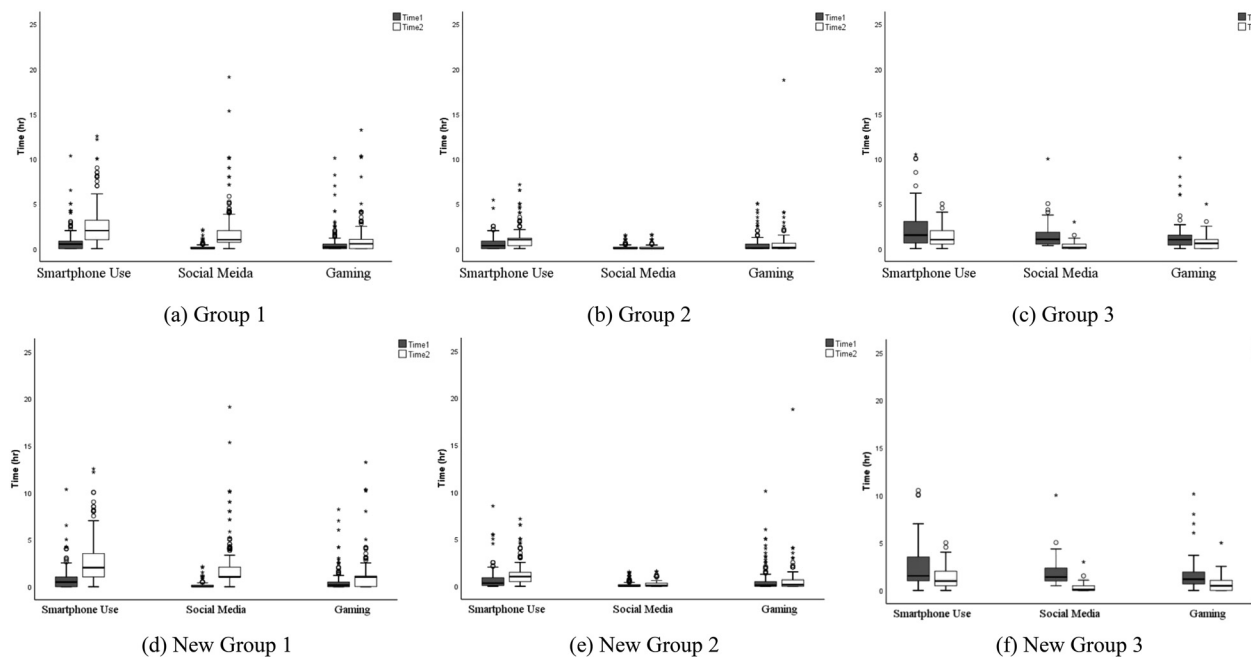 25
20
15
10
5
0
Time (hr)
Time1
Time2
Smartphone Use Social Meida Gaming
(a) Group 1
25
20
15
10
5
0
Time (hr)
Time1
Time2
Smartphone Use Social Media Gaming
(b) Group 2
25
20
15
10
5
0
Time (hr)
Smartphone Use Social Media Gaming
(c) Group 3
25
20
15
10
5
0
Time (hr)
Time1
Time2
Smartphone Use Social Media Gaming
(d) New Group 1
25
20
15
10
5
0
Time (hr)
Time1
Time2
Smartphone Use Social Media Gaming
(e) New Group 2
25
20
15
10
5
0
Time (hr)
Smartphone Use Social Media Gaming
(f) New Group 3